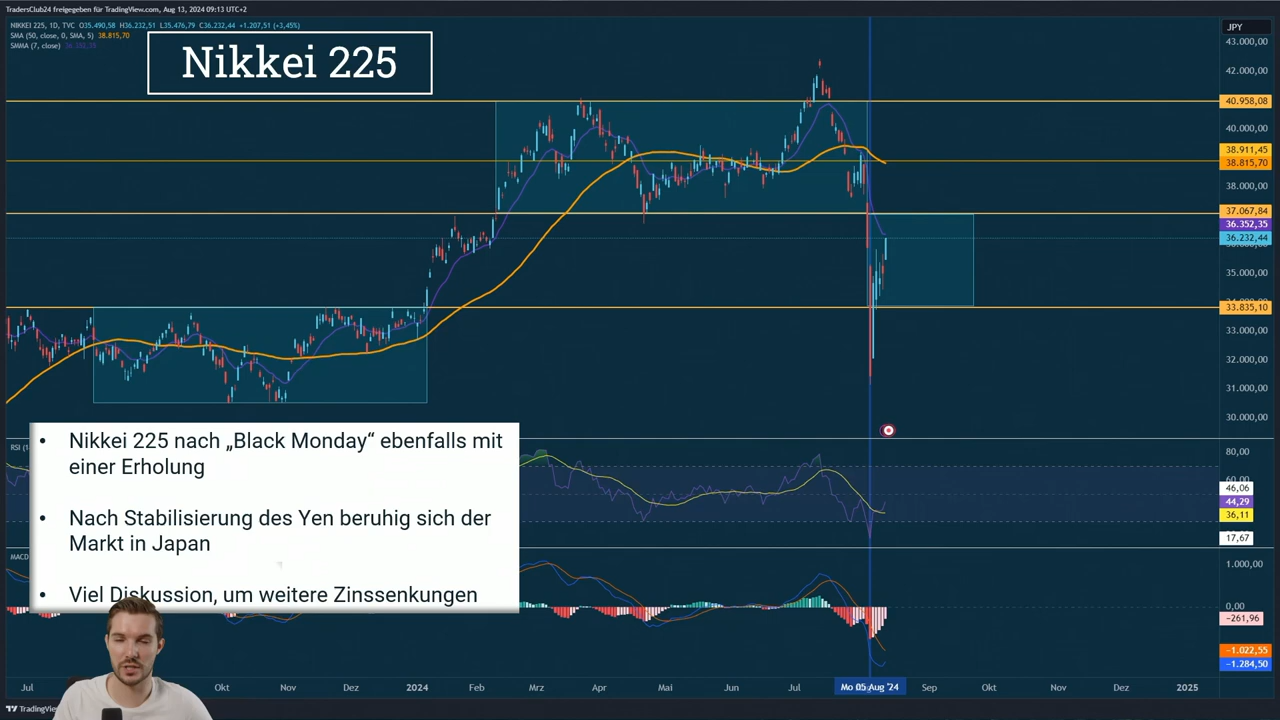 TradersClub24 freigegeben für TradingView.com, Aug 13, 2024 09:13 UTC+2
NIKKEI 225, 1D, TVC O35.490,58 H36.232,51 L35.476,79 C36.232,44 +1.207,51 (+3,45%)
SMA (50, close, 0, SMA, 5) 38.815,70
SMMA (7, close) 36.352,35
Nikkei 225
JPY
43.000,00
42.000,00
40.958,08
40.000,00
38.911,45
38.815,70
38.000,00
37.067,84
36.352,35
36.232,44
35.000,00
33.835,10
33.000,00
32.000,00
31.000,00
30.000,00
• Nikkei 225 nach „Black Monday“ ebenfalls mit
einer Erholung
• Nach Stabilisierung des Yen beruhig sich der
Markt in Japan
• Viel Diskussion, um weitere Zinssenkungen
RSI
80,00
46,06
44,29
36,11
17,67
MACD
1.000,00
0,00
−261,96
−1.022,55
−1.284,50
Jul Okt Nov Dez 2024 Feb Mrz Apr Mai Jun Jul Mo 05 Aug '24 Sep Okt Nov Dez 2025